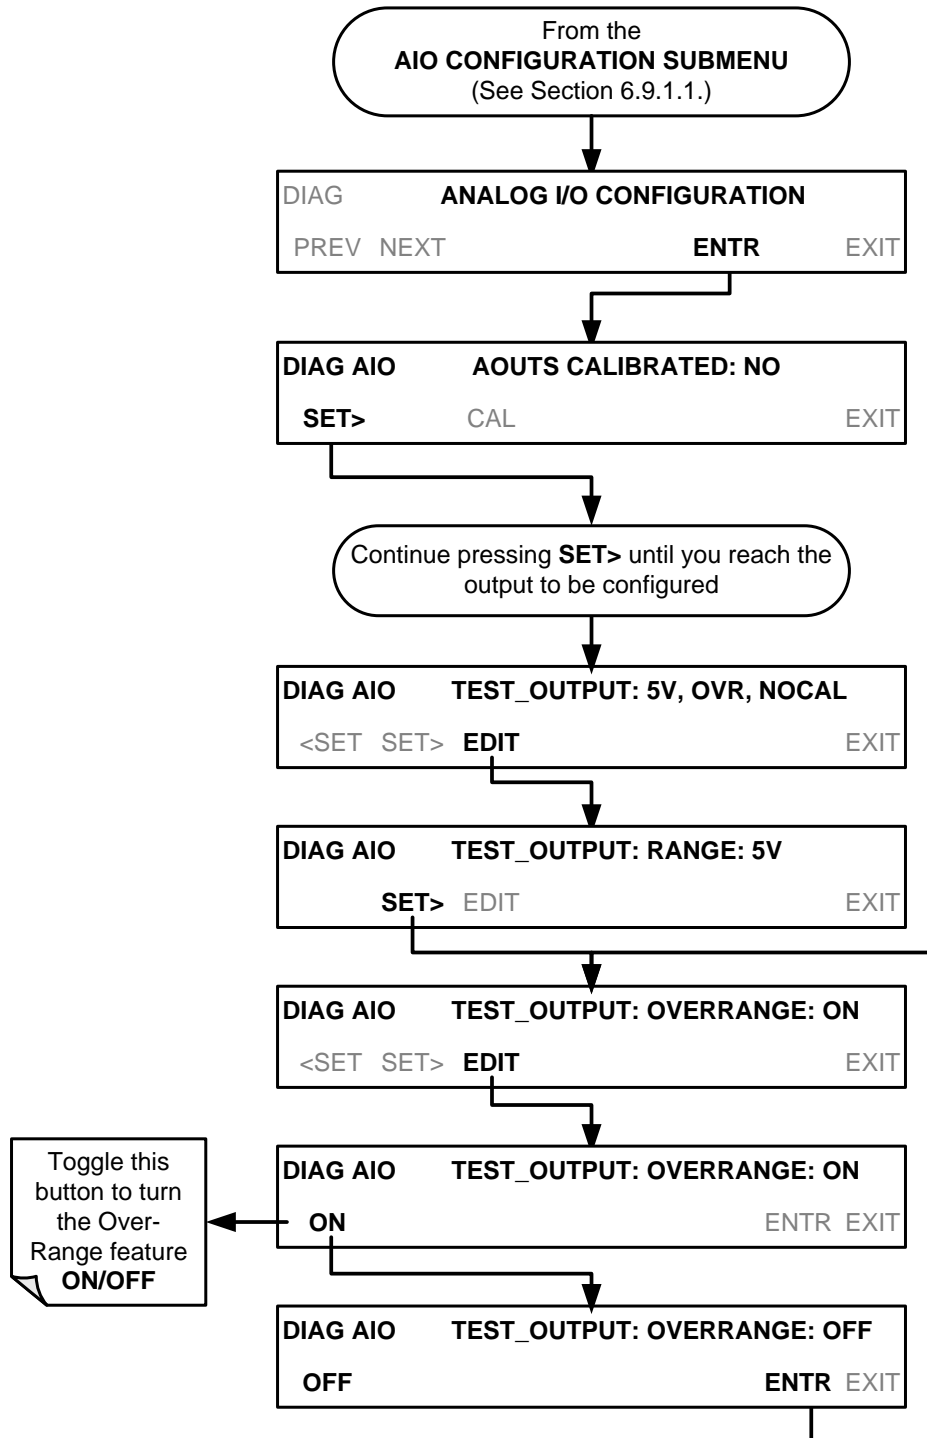 From the
AIO CONFIGURATION SUBMENU
(See Section 6.9.1.1.)
DIAG ANALOG I/O CONFIGURATION
PREV NEXT ENTR EXIT
DIAG AIO AOUTS CALIBRATED: NO
SET> CAL EXIT
Continue pressing SET> until you reach the
output to be configured
DIAG AIO TEST_OUTPUT: 5V, OVR, NOCAL
<SET SET> EDIT EXIT
DIAG AIO TEST_OUTPUT: RANGE: 5V
SET> EDIT EXIT
DIAG AIO TEST_OUTPUT: OVERRANGE: ON
<SET SET> EDIT EXIT
Toggle this
button to turn
the Over-
Range feature
ON/OFF
DIAG AIO TEST_OUTPUT: OVERRANGE: ON
ON ENTR EXIT
DIAG AIO TEST_OUTPUT: OVERRANGE: OFF
OFF ENTR EXIT